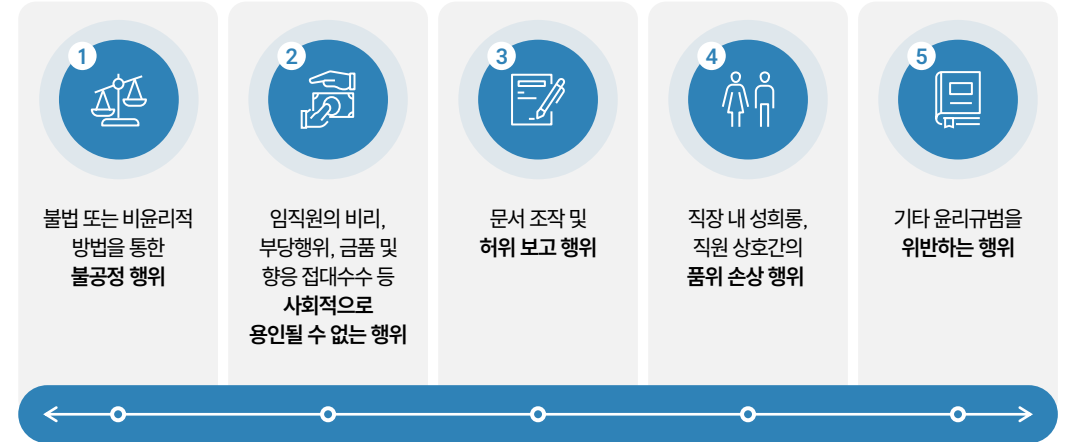 1
불법 또는 비윤리적
방법을 통한
불공정 행위
2
임직원의 비리,
부당행위, 금품 및
향응 접대수수 등
사회적으로
용인될 수 없는 행위
3
문서 조작 및
허위 보고 행위
4
직장 내 성희롱,
직원 상호간의
품위 손상 행위
5
기타 윤리규범을
위반하는 행위